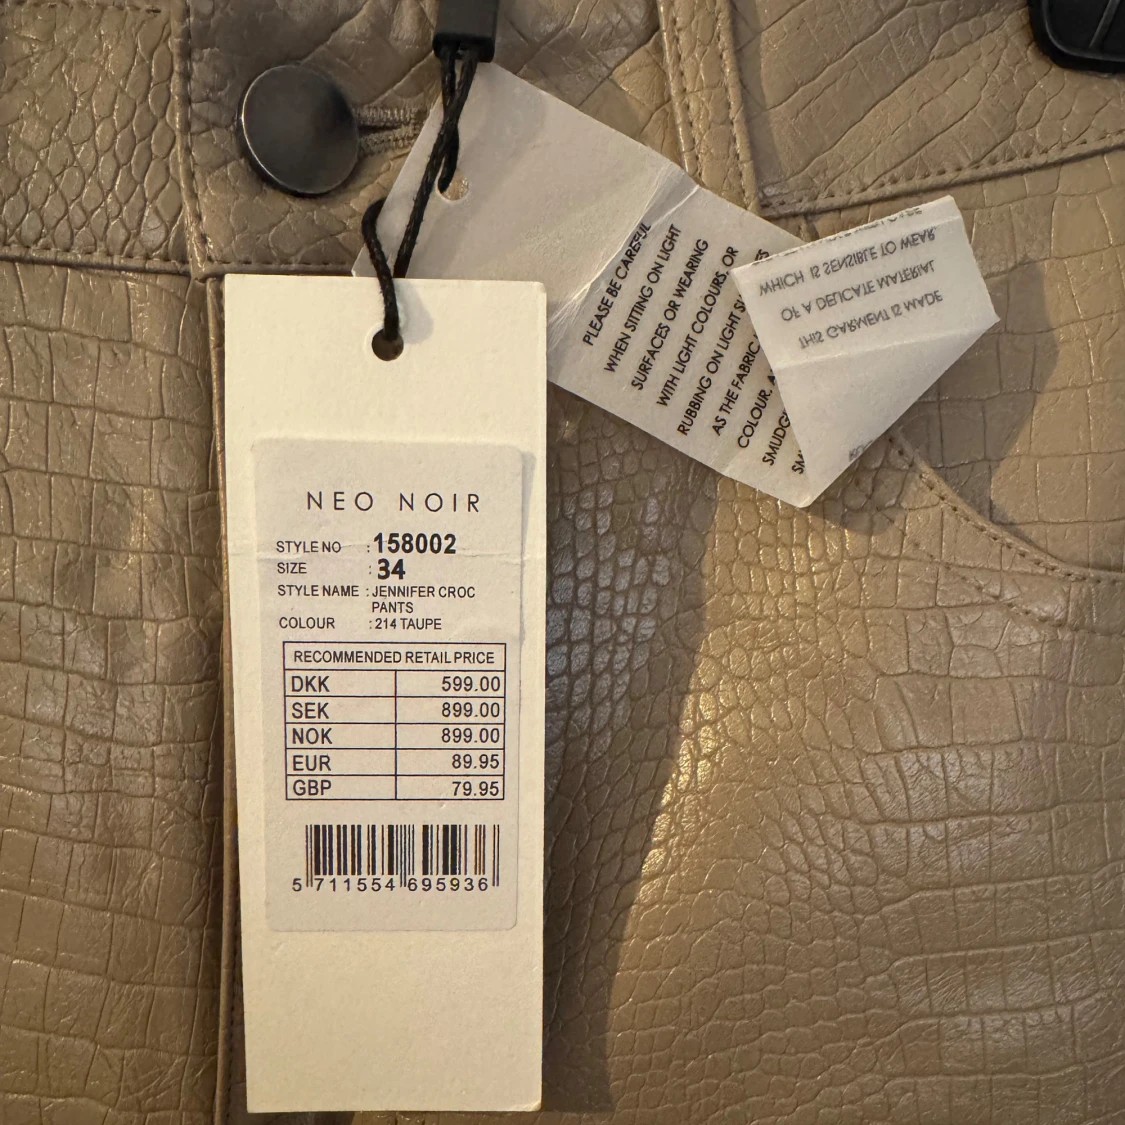 NEO NOIR
STYLE NO : 158002
SIZE : 34
STYLE NAME : JENNIFER CROC
PANTS
COLOUR : 214 TAUPE
RECOMMENDED RETAIL PRICE
DKK 599.00
SEK 899.00
NOK 899.00
EUR 89.95
GBP 79.95
5 711554 695936
PLEASE BE CAREFUL
WHEN SITTING ON LIGHT
SURFACES OR WEARING
WITH LIGHT COLOURS, OR
RUBBING ON LIGHT
AS THE FABRIC
COLOUR.
THIS GARMENT IS MADE
OF A DELICATE MATERIAL
WHICH IS SENSIBLE TO WEAR